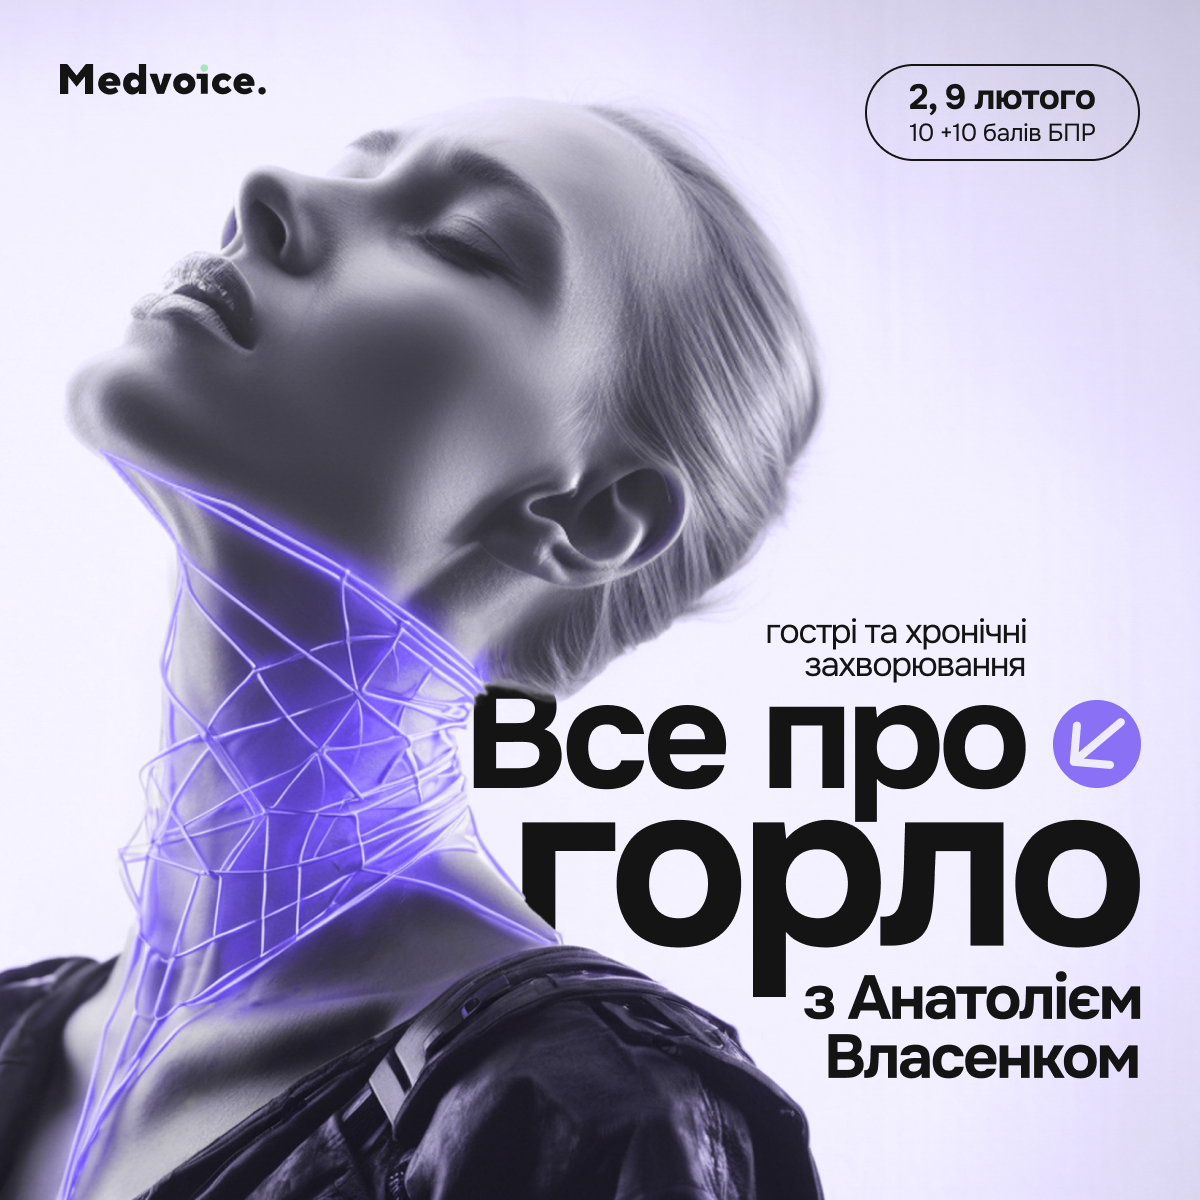 Medvoice.
2, 9 лютого
10 +10 балів БПР
гострі та хронічні
захворювання
Все про
горло
з Анатолієм
Власенком